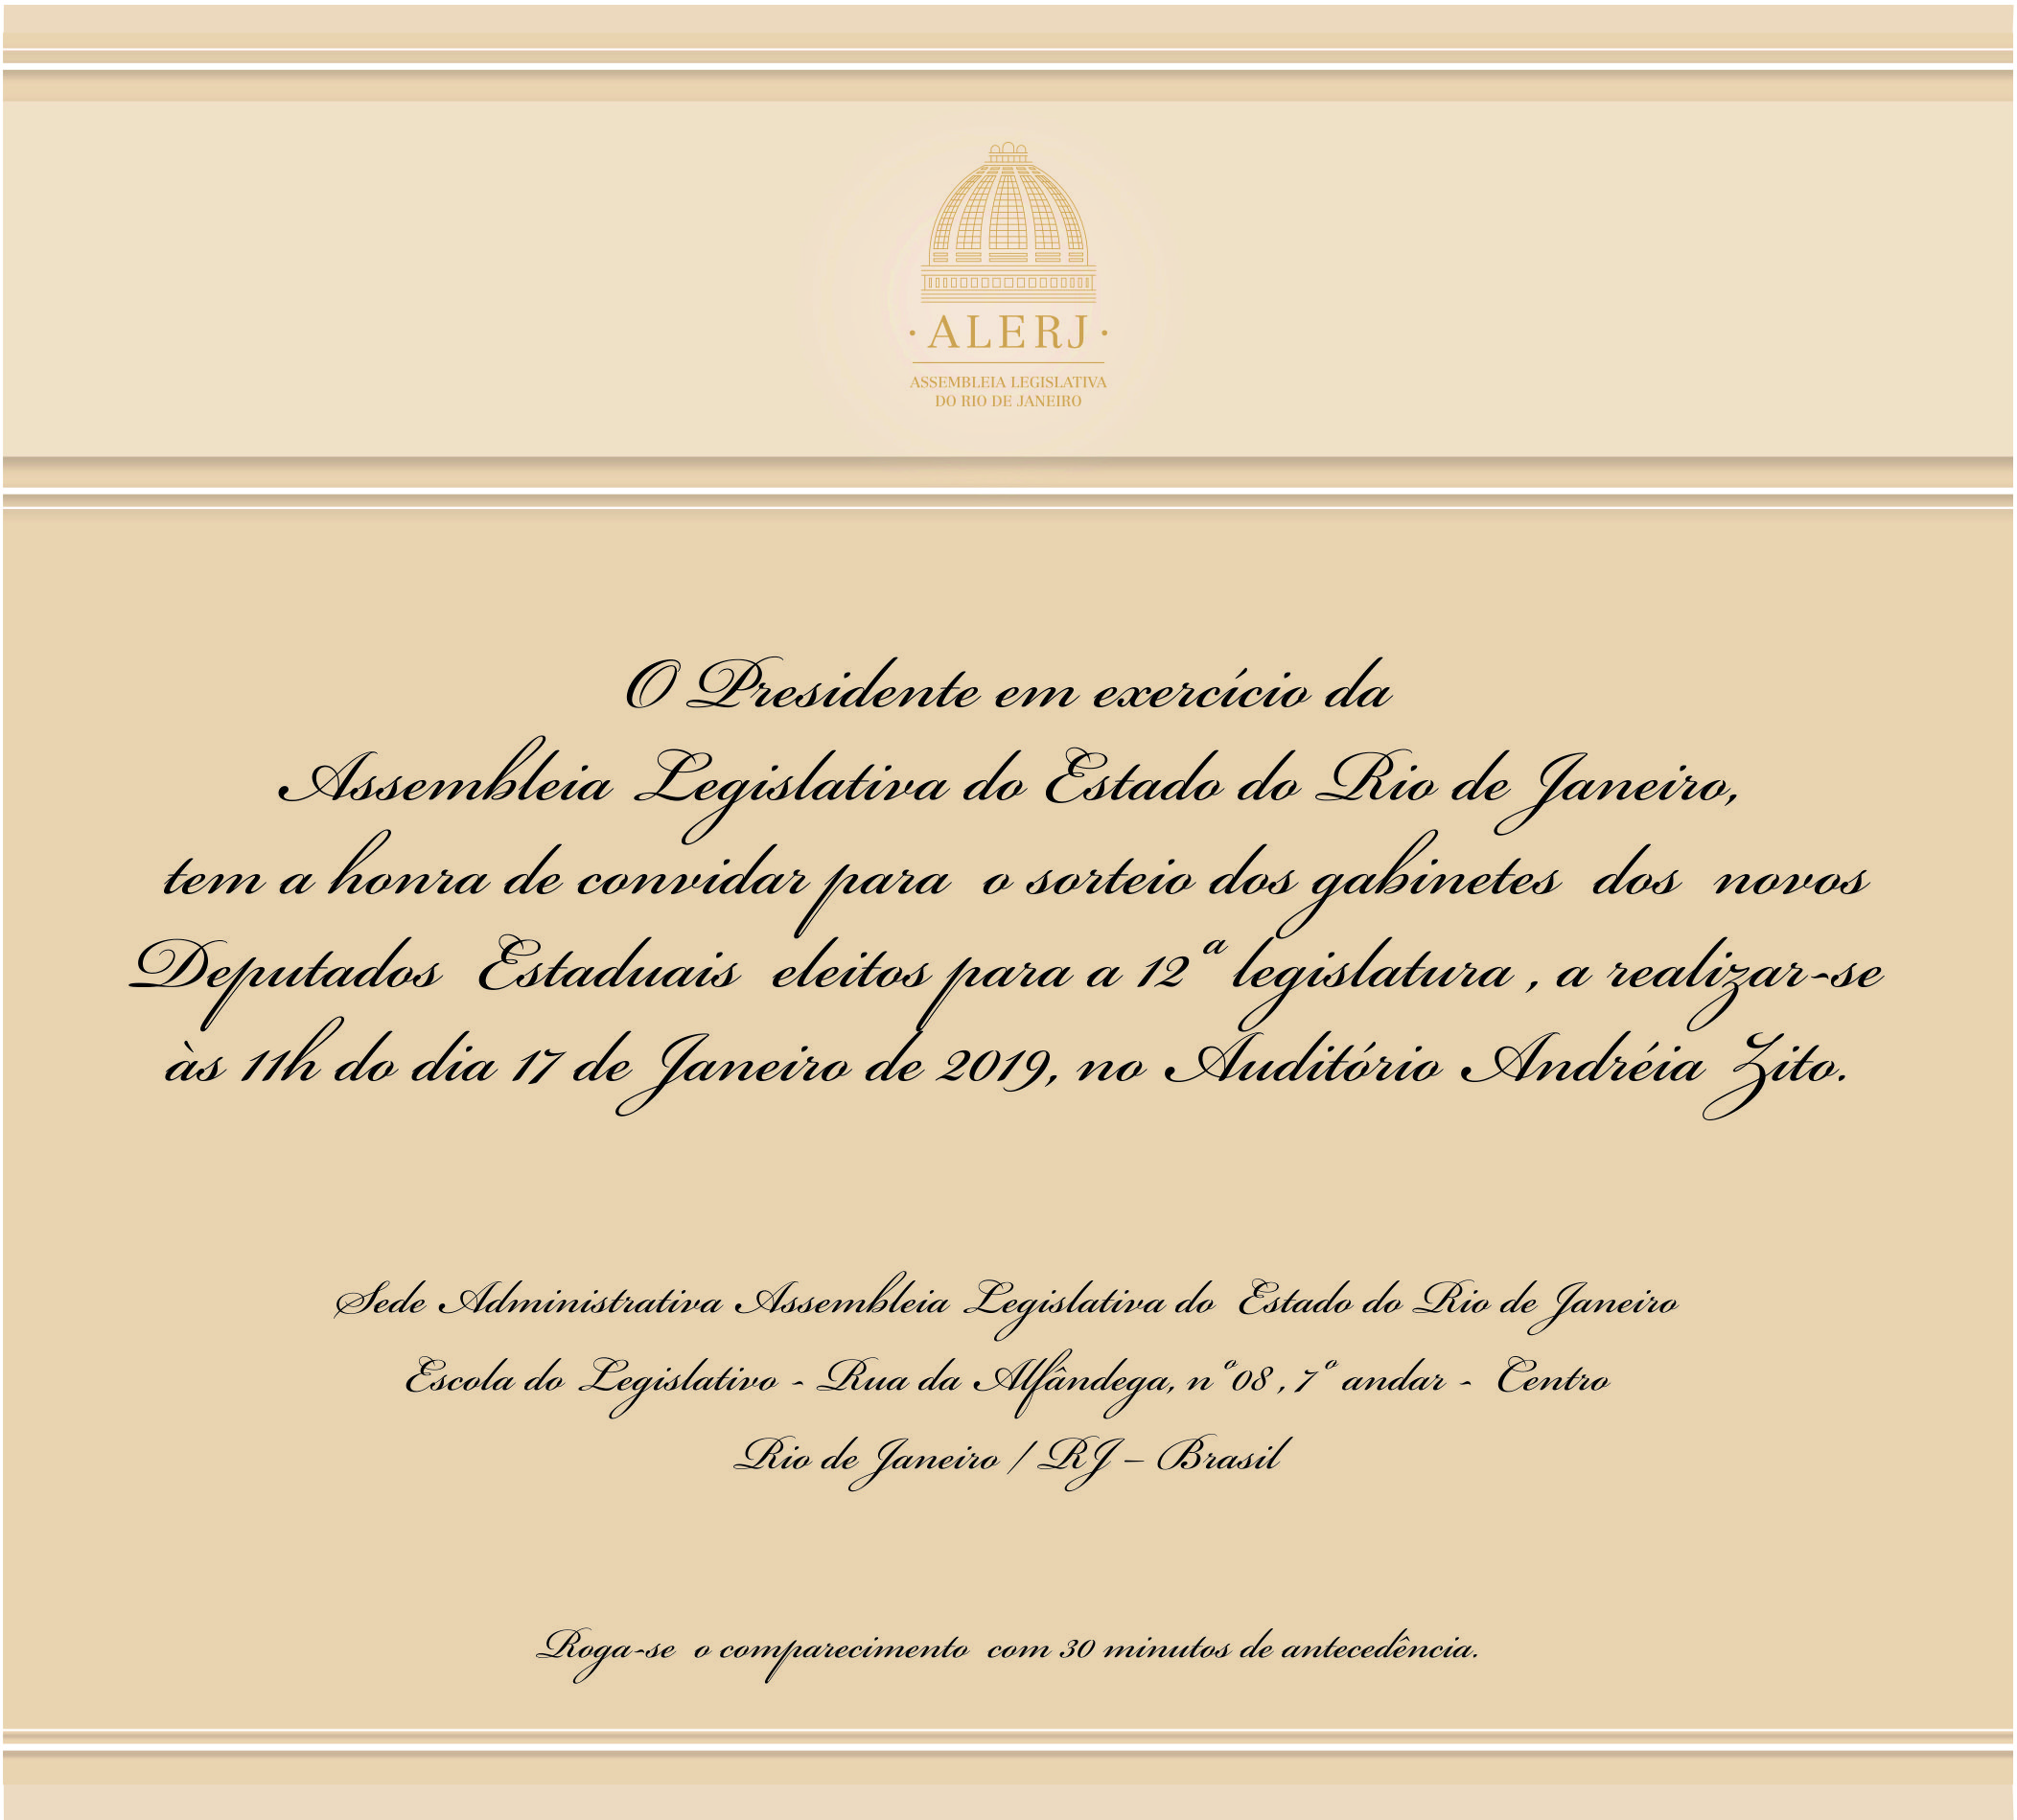 · ALERJ ·
ASSEMBLEIA LEGISLATIVA
DO RIO DE JANEIRO
O Presidente em exercício da
Assembleia Legislativa do Estado do Rio de Janeiro,
tem a honra de convidar para o sorteio dos gabinetes dos novos
Deputados Estaduais eleitos para a 12ª legislatura , a realizar-se
às 11h do dia 17 de Janeiro de 2019, no Auditório Andréia Zito.
Sede Administrativa Assembleia Legislativa do Estado do Rio de Janeiro
Escola do Legislativo - Rua da Alfândega, nº 08 , 7º andar - Centro
Rio de Janeiro / RJ – Brasil
Roga-se o comparecimento com 30 minutos de antecedência.